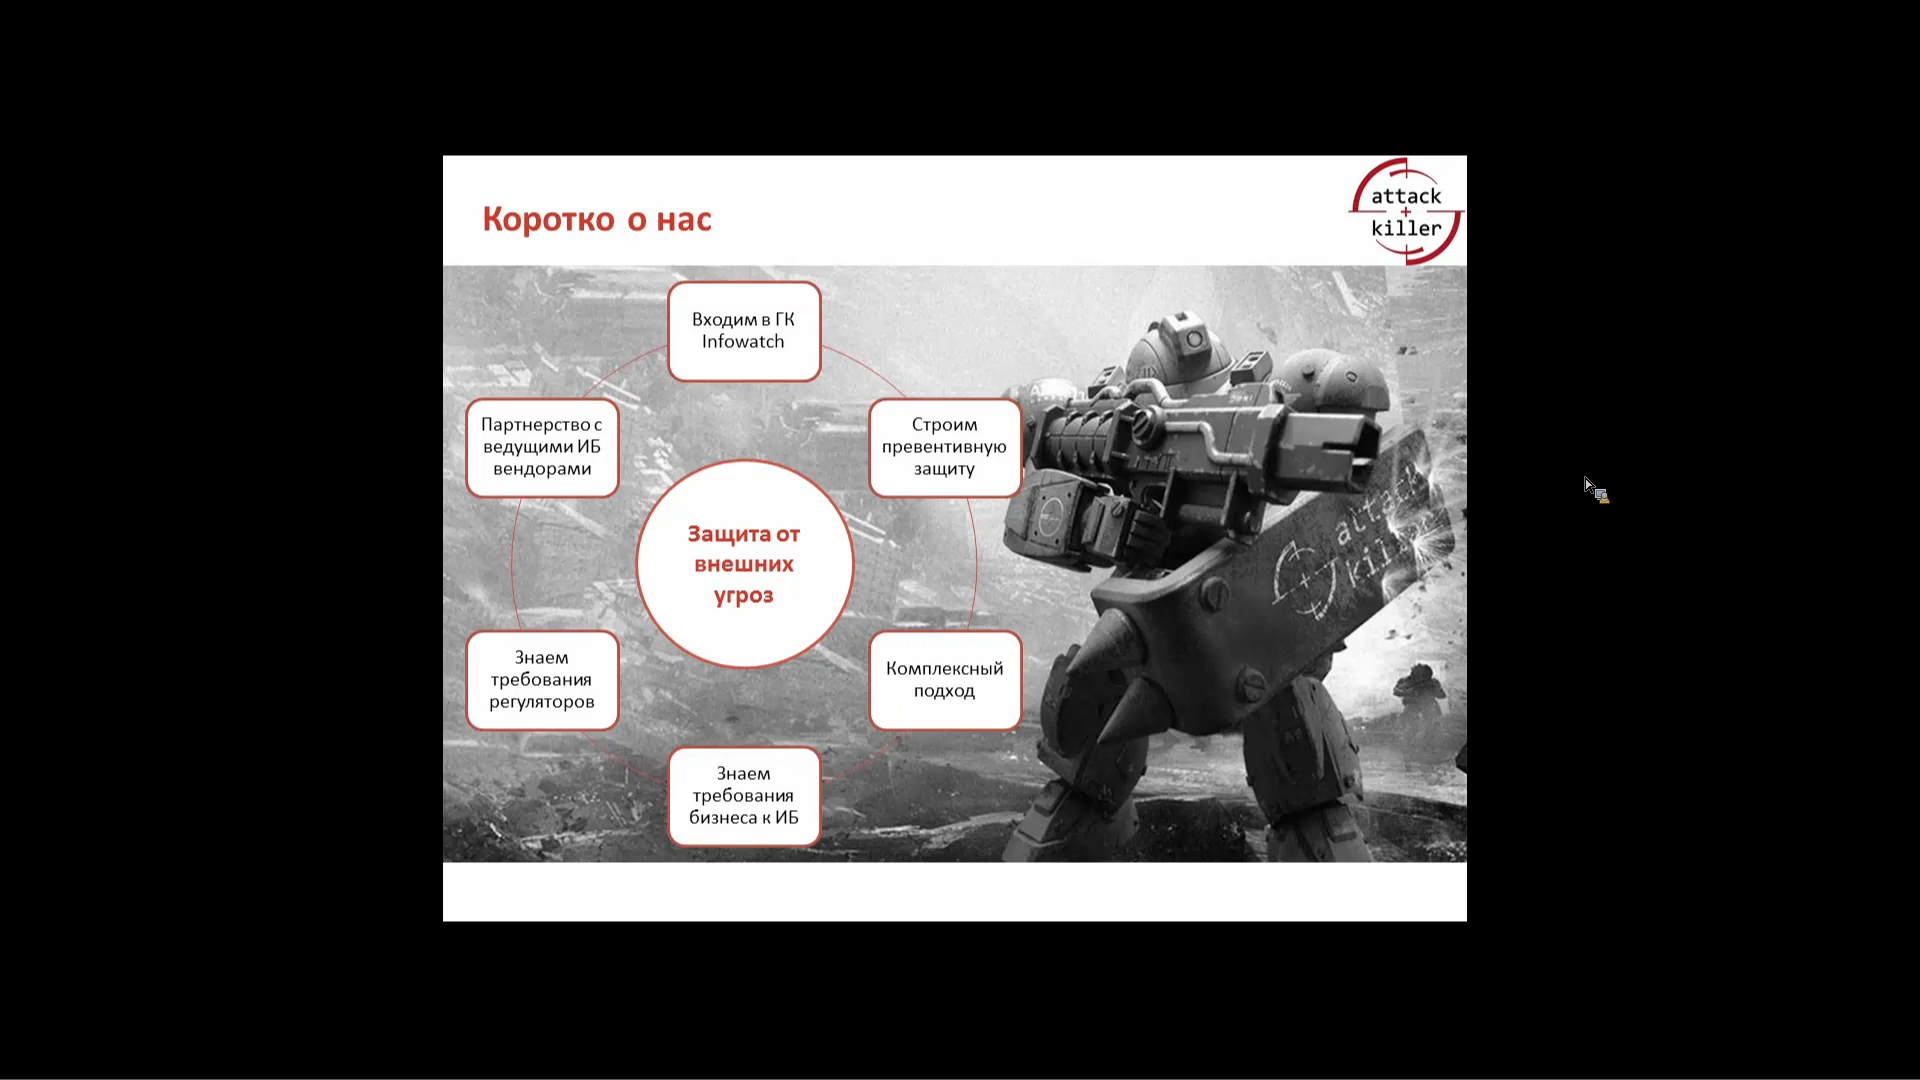 Коротко о нас
attack
killer
Входим в ГК
Infowatch
Партнерство с
ведущими ИБ
вендорами
Строим
превентивную
защиту
Защита от
внешних
угроз
Знаем
требования
регуляторов
Комплексный
подход
Знаем
требования
бизнеса к ИБ